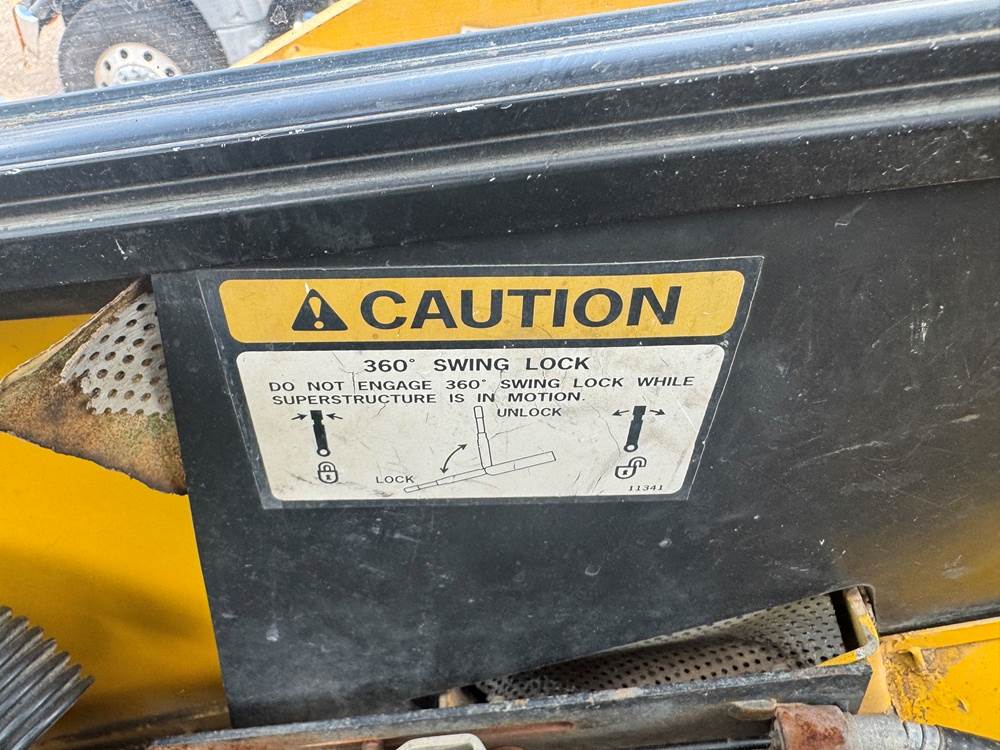 CAUTION
360° SWING LOCK
DO NOT ENGAGE 360° SWING LOCK WHILE
SUPERSTRUCTURE IS IN MOTION.
UNLOCK
LOCK
11341